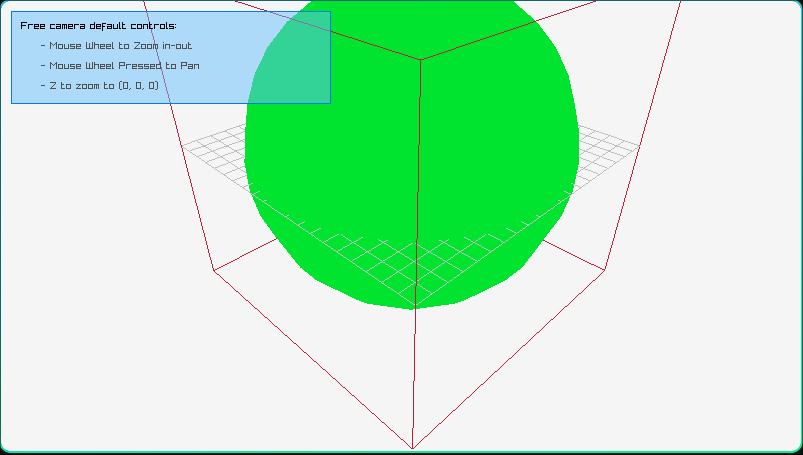 Free camera default controls:
- Mouse Wheel to Zoom in-out
- Mouse Wheel Pressed to Pan
- Z to zoom to (0, 0, 0)